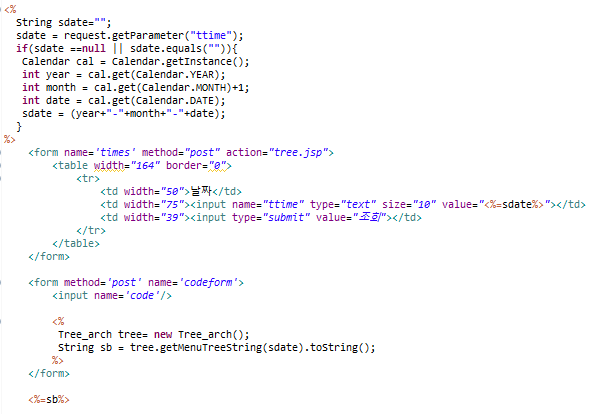 <%
String sdate="";
sdate = request.getParameter("ttime");
if(sdate ==null || sdate.equals("")){
Calendar cal = Calendar.getInstance();
int year = cal.get(Calendar.YEAR);
int month = cal.get(Calendar.MONTH)+1;
int date = cal.get(Calendar.DATE);
sdate = (year+"-"+month+"-"+date);
}
%>
<form name='times' method="post" action="tree.jsp">
<table width="164" border="0">
<tr>
<td width="50">날짜</td>
<td width="75"><input name="ttime" type="text" size="10" value="<%=sdate%>"></td>
<td width="39"><input type="submit" value="조회"></td>
</tr>
</table>
</form>
<form method='post' name='codeform'>
<input name='code'/>
<%
Tree_arch tree= new Tree_arch();
String sb = tree.getMenuTreeString(sdate).toString();
%>
</form>
<%=sb%>